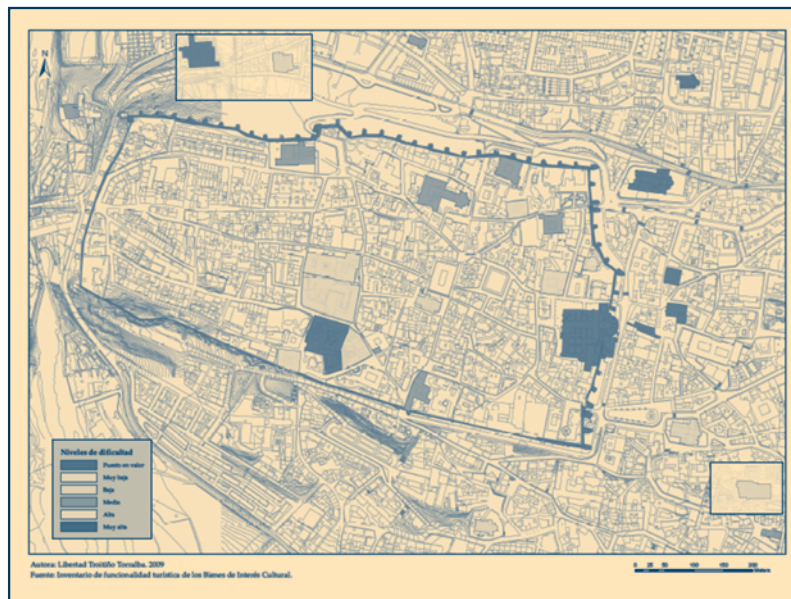 N
Niveles de dificultad
Puesto en valor
Muy baja
Baja
Media
Alta
Muy alta
Autora: Libertad Troitiño Torralba. 2009
Fuente: Inventario de funcionalidad turística de los Bienes de Interés Cultural.
0 25 50 100 150 200